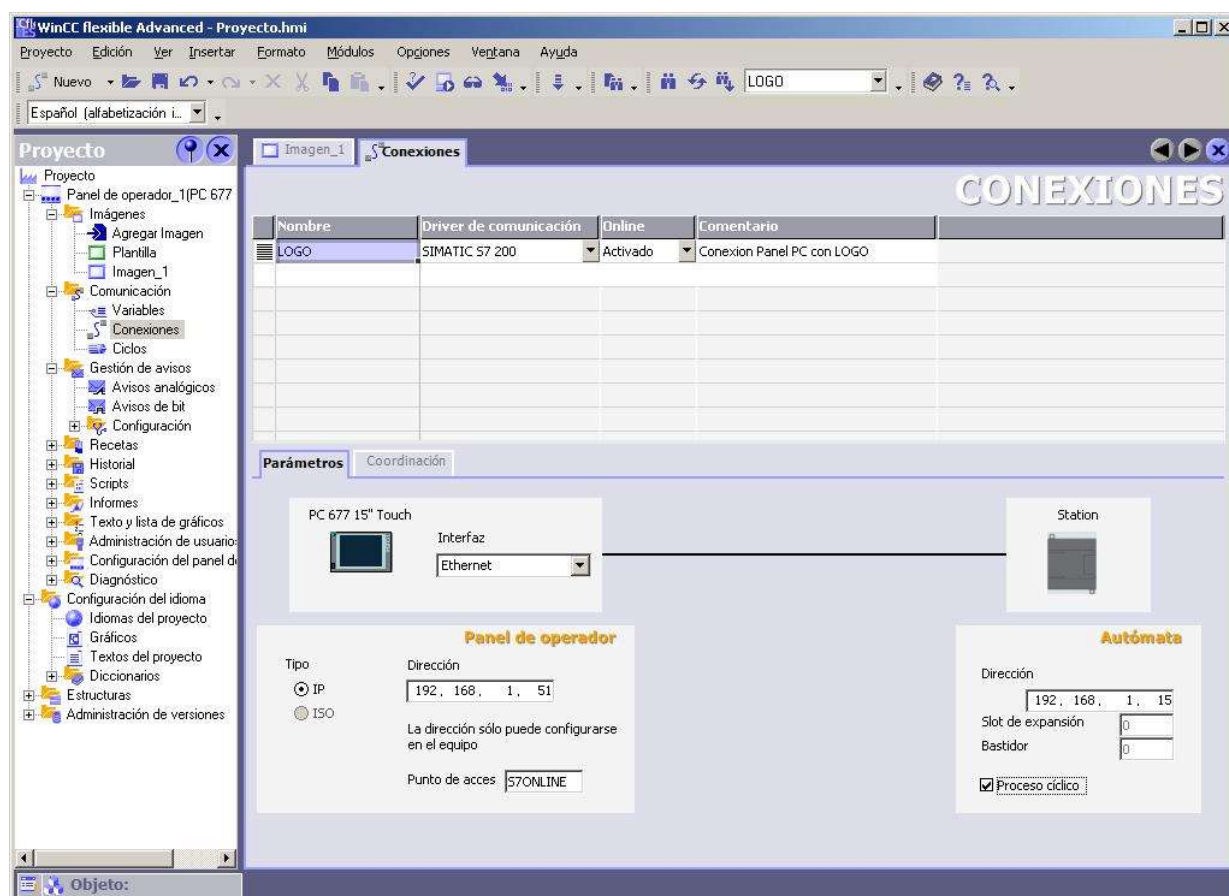 WinCC flexible Advanced - Proyecto.hmi
Proyecto Edición Ver Insertar Formato Módulos Opciones Ventana Ayuda
Nuevo LOGO
Español (alfabetización i...
Proyecto
Proyecto
Panel de operador_1(PC 677
Imágenes
Agregar Imagen
Plantilla
Imagen_1
Comunicación
Variables
Conexiones
Ciclos
Gestión de avisos
Avisos analógicos
Avisos de bit
Configuración
Recetas
Historial
Scripts
Informes
Texto y lista de gráficos
Administración de usuario
Configuración del panel d
Diagnóstico
Configuración del idioma
Idiomas del proyecto
Gráficos
Textos del proyecto
Diccionarios
Estructuras
Administración de versiones
Objeto:
Imagen_1 Conexiones
CONEXIONES
Nombre Driver de comunicación Online Comentario
LOGO SIMATIC S7 200 Activado Conexion Panel PC con LOGO
Parámetros Coordinación
PC 677 15" Touch
Interfaz
Ethernet
Station
Panel de operador
Tipo
IP
ISO
Dirección
192. 168. 1. 51
La dirección sólo puede configurarse
en el equipo
Punto de acces S7ONLINE
Autómata
Dirección
192. 168. 1. 15
Slot de expansión 0
Bastidor 0
Proceso cíclico